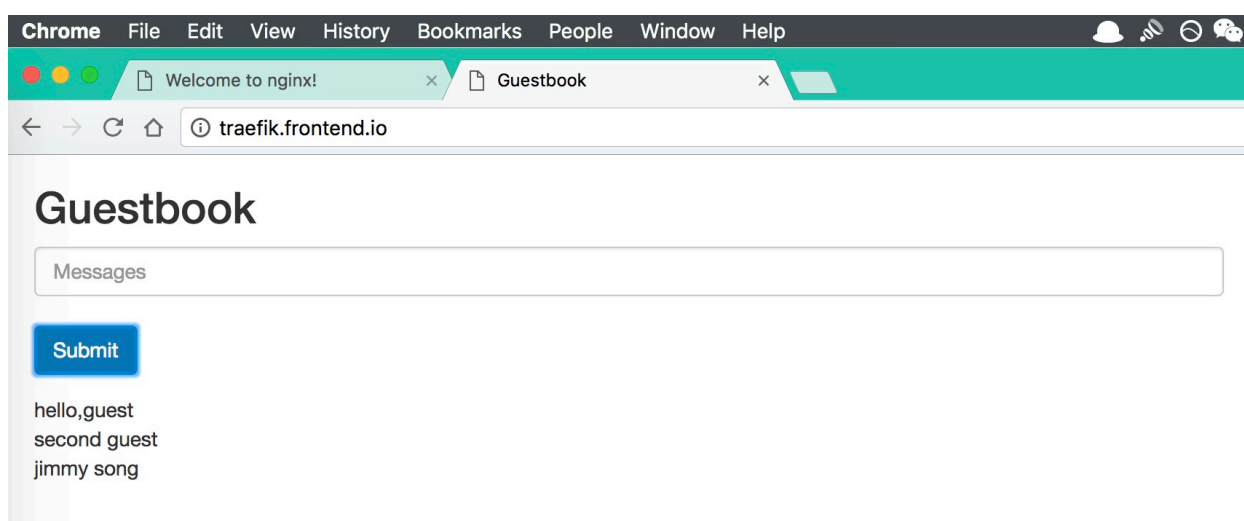 Chrome File Edit View History Bookmarks People Window Help
Welcome to nginx! Guestbook
traefik.frontend.io
Guestbook
Messages
Submit
hello,guest
second guest
jimmy song